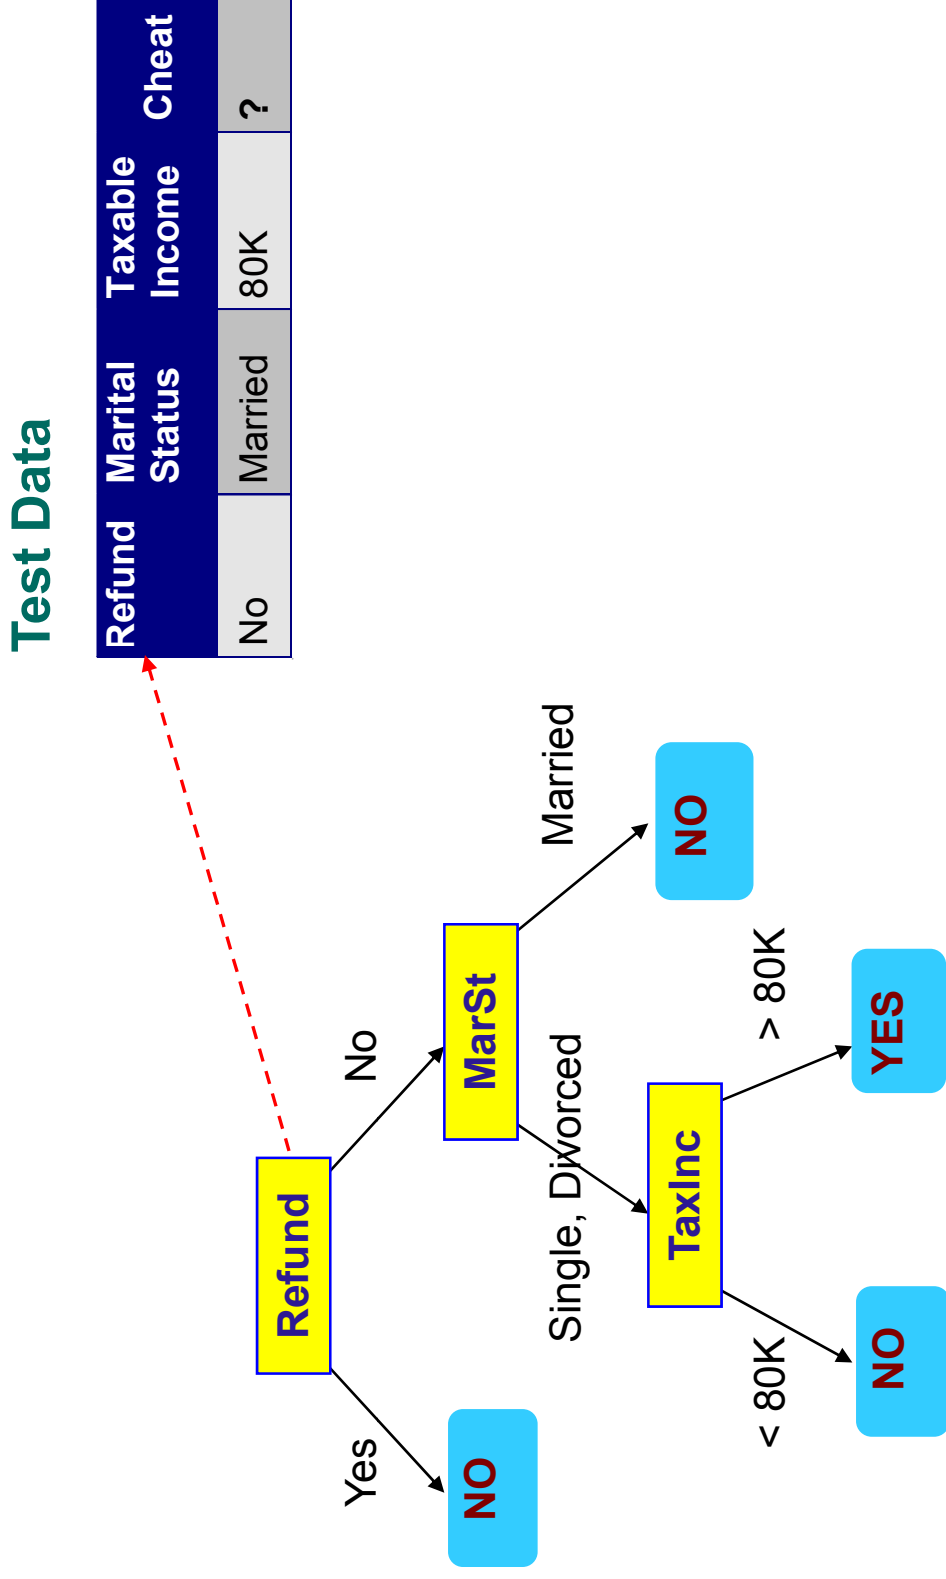 Test Data
Refund Marital Taxable
Status Income Cheat
No Married 80K ?
Refund
Yes No
NO MarSt
Single, Divorced Married
TaxInc NO
< 80K > 80K
NO YES